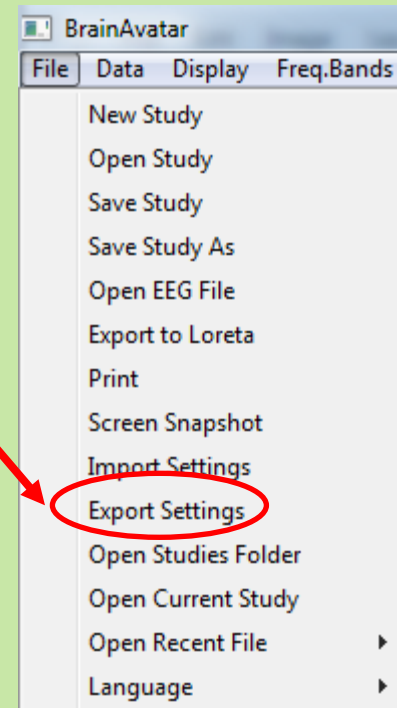 BrainAvatar
File Data Display Freq.Bands
New Study
Open Study
Save Study
Save Study As
Open EEG File
Export to Loreta
Print
Screen Snapshot
Import Settings
Export Settings
Open Studies Folder
Open Current Study
Open Recent File
Language